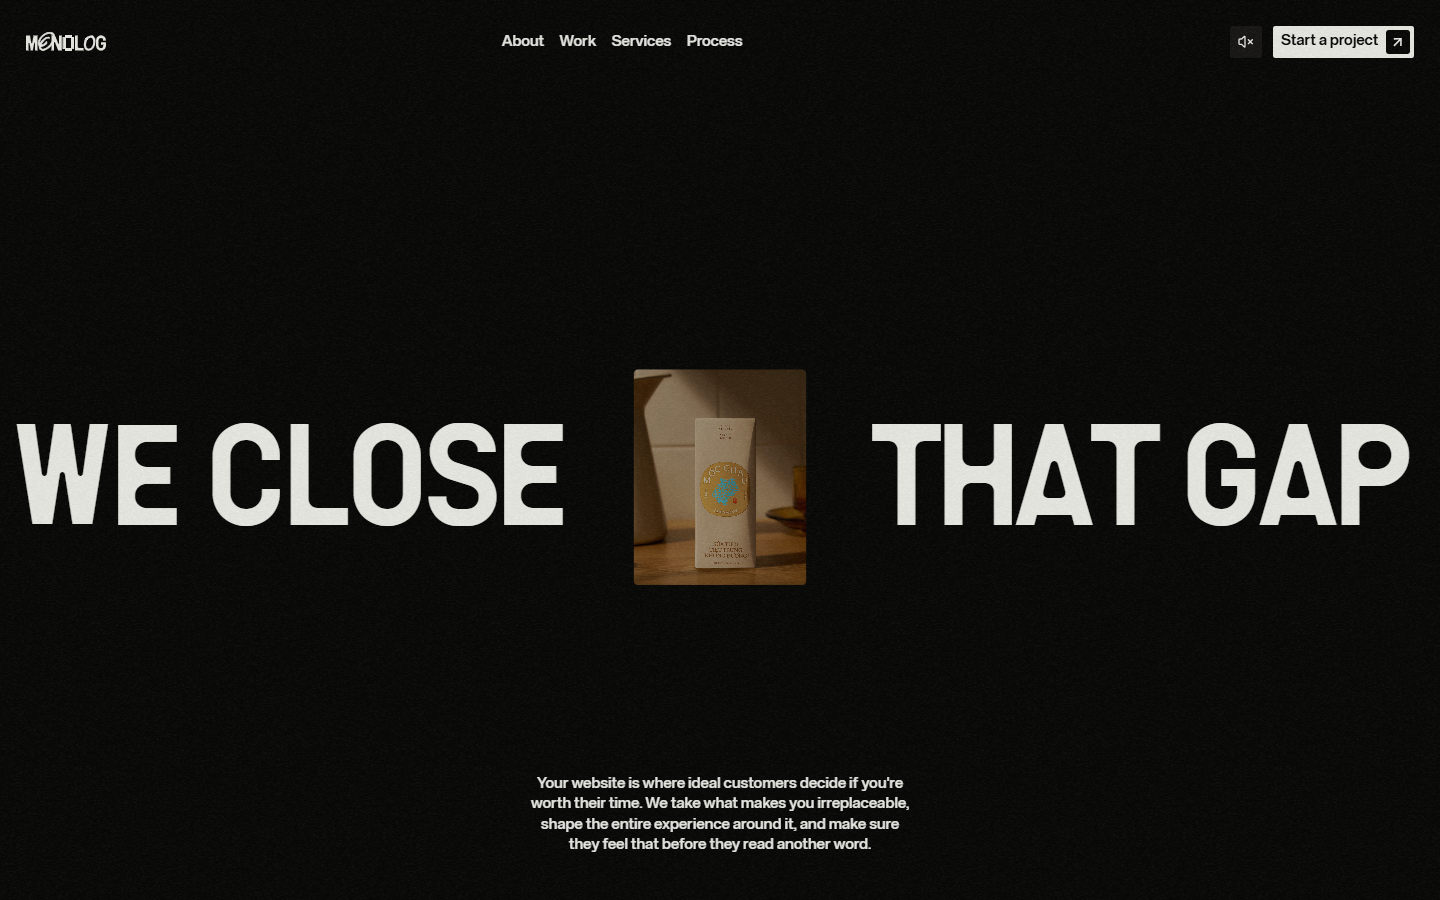 MONOLOG
About Work Services Process
Start a project
WE CLOSE THAT GAP
Your website is where ideal customers decide if you're
worth their time. We take what makes you irreplaceable,
shape the entire experience around it, and make sure
they feel that before they read another word.